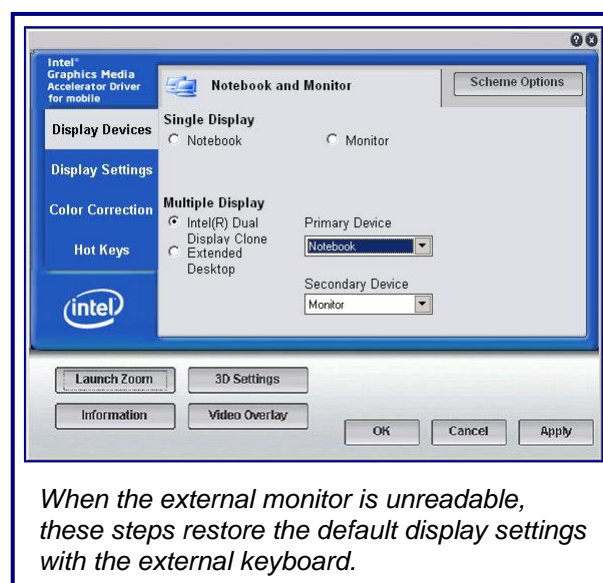 Intel®
Graphics Media
Accelerator Driver
for mobile
Notebook and Monitor
Scheme Options
Display Devices
Display Settings
Color Correction
Hot Keys
intel
Single Display
Notebook
Monitor
Multiple Display
Intel(R) Dual
Display Clone
Extended
Desktop
Primary Device
Notebook
Secondary Device
Monitor
Launch Zoom
3D Settings
Information
Video Overlay
OK
Cancel
Apply
When the external monitor is unreadable,
these steps restore the default display settings
with the external keyboard.